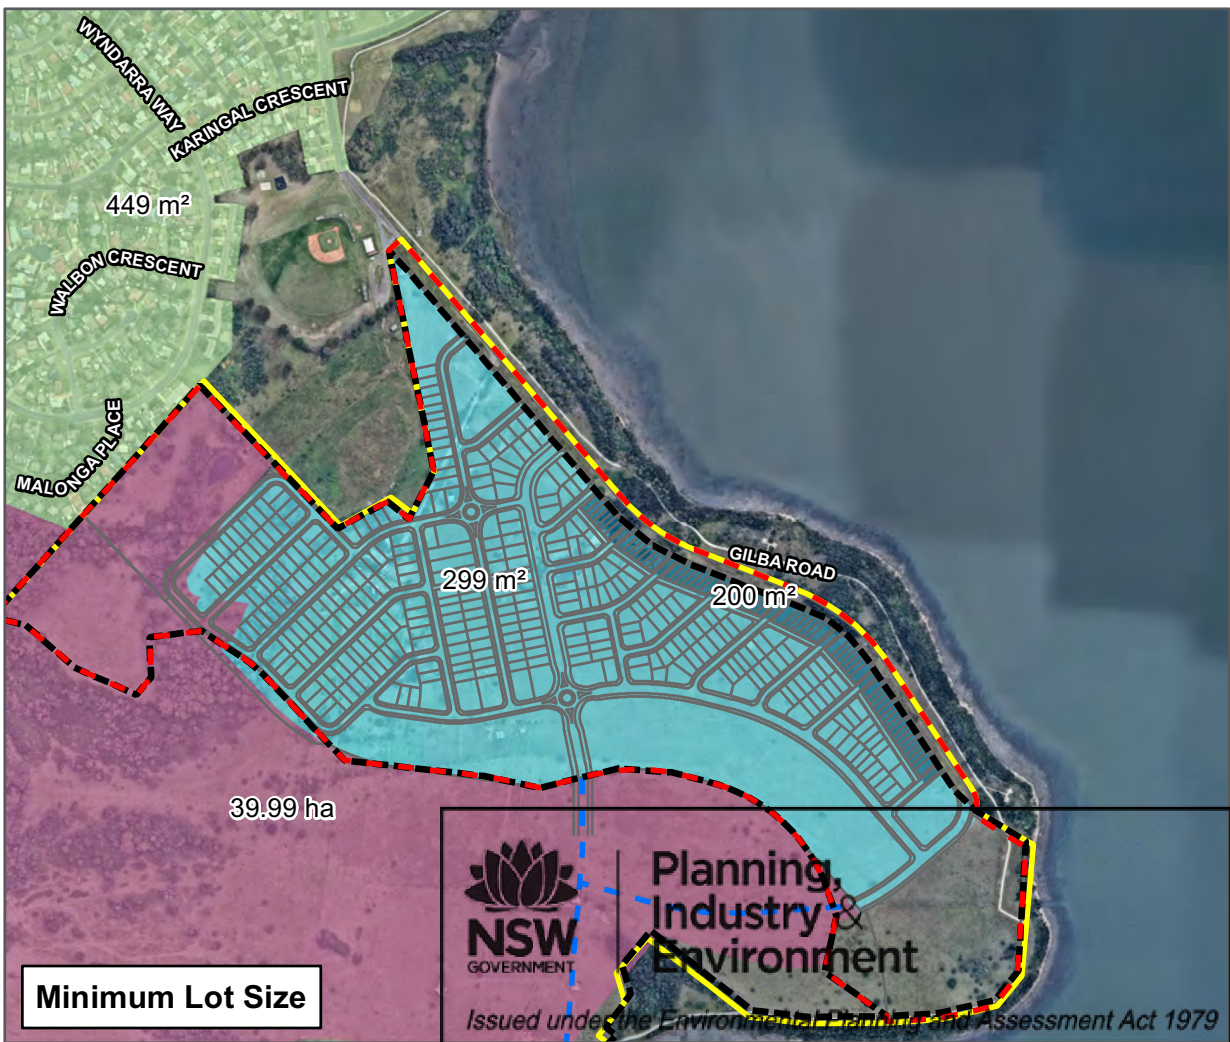 WYNDARRA WAY
KARINGAL CRESCENT
449 m²
WALBON CRESCENT
MALONGA PLACE
GILBA ROAD
299 m²
200 m²
39.99 ha
Planning,
Industry &
Environment
NSW
GOVERNMENT
Minimum Lot Size
Issued under the Environmental Planning and Assessment Act 1979